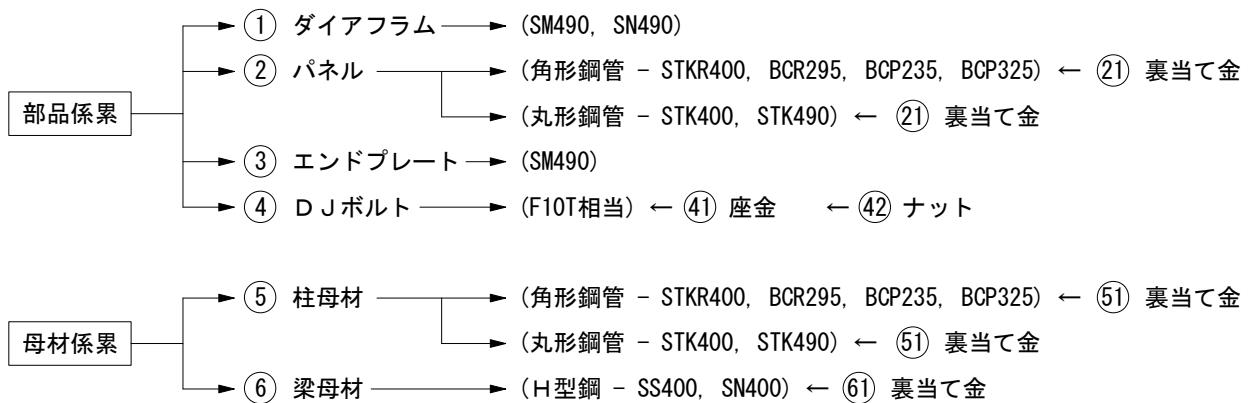 ① ダイアフラム (SM490, SN490)
② パネル (角形鋼管 − STKR400, BCR295, BCP235, BCP325) ← ㉑ 裏当て金
部品係累 (丸形鋼管 − STK400, STK490) ← ㉑ 裏当て金
③ エンドプレート (SM490)
④ ＤＪボルト (F10T相当) ← ㊶ 座金 ← ㊷ ナット
⑤ 柱母材 (角形鋼管 − STKR400, BCR295, BCP235, BCP325) ← 51 裏当て金
母材係累 (丸形鋼管 − STK400, STK490) ← 51 裏当て金
⑥ 梁母材 (Ｈ型鋼 − SS400, SN400) ← 61 裏当て金